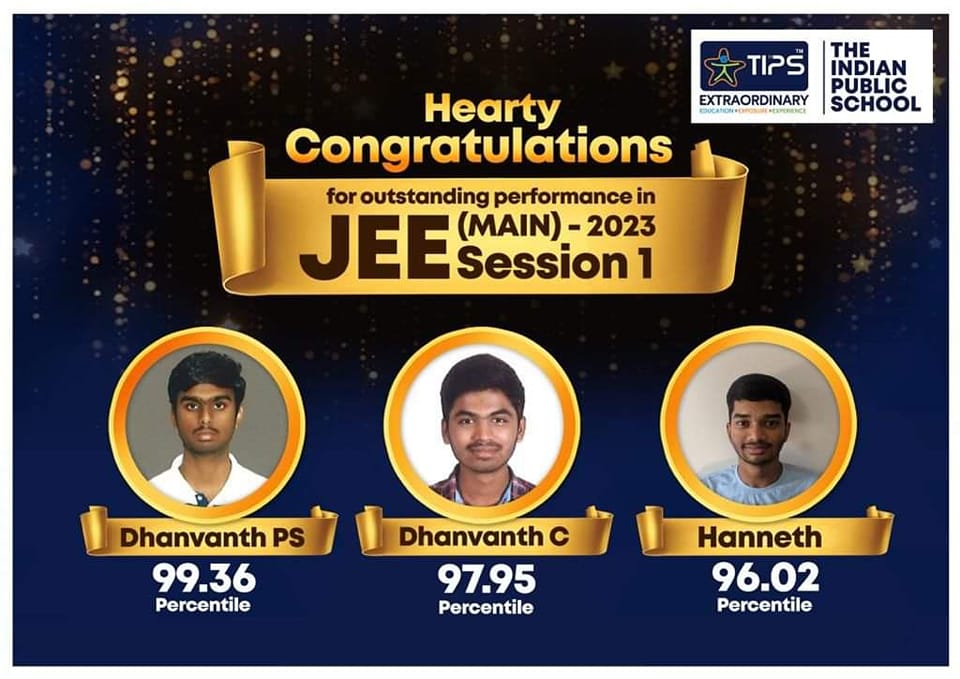 TIPS™
EXTRAORDINARY
EDUCATION • EXPOSURE • EXPERIENCE
THE
INDIAN
PUBLIC
SCHOOL
Hearty
Congratulations
for outstanding performance in
JEE (MAIN) - 2023
Session 1
Dhanvanth PS
99.36
Percentile
Dhanvanth C
97.95
Percentile
Hanneth
96.02
Percentile